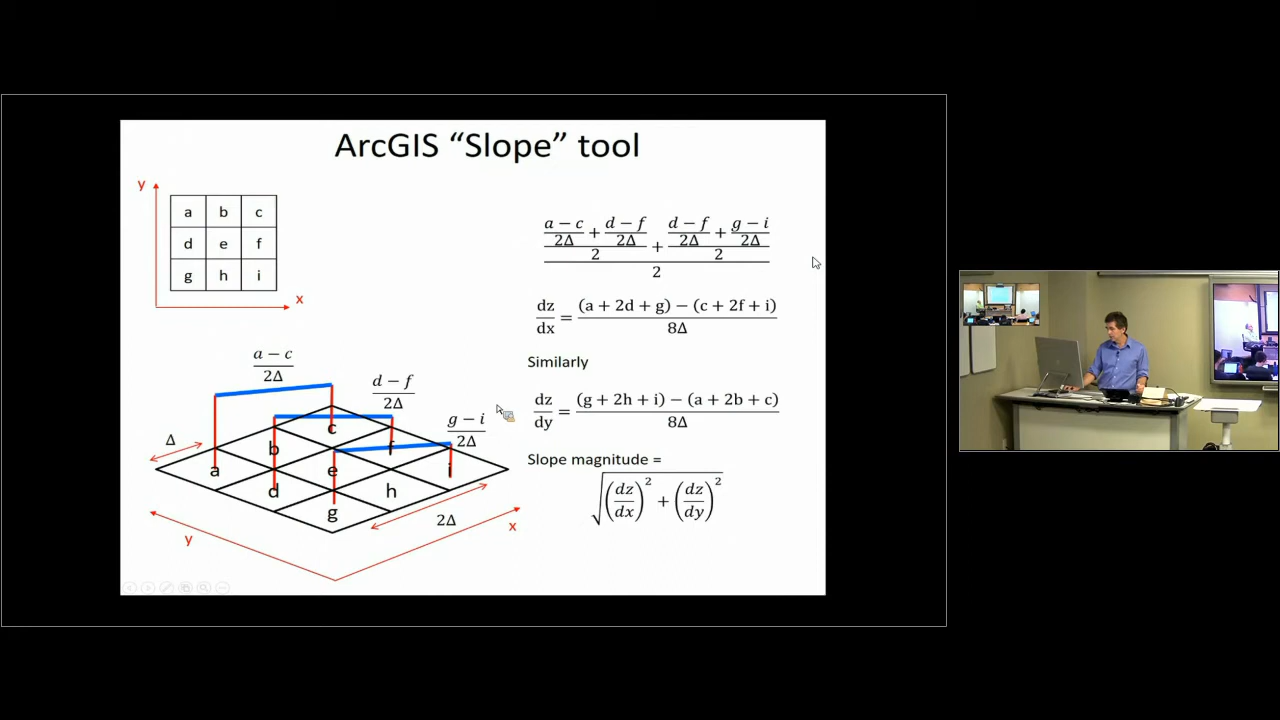 ArcGIS “Slope” tool
y
a b c
d e f
g h i
x
a − c
2Δ
+
d − f
2Δ
2
+
d − f
2Δ
+
g − i
2Δ
2
2
dz
dx
=
(a + 2d + g) − (c + 2f + i)
8Δ
Similarly
dz
dy
=
(g + 2h + i) − (a + 2b + c)
8Δ
Slope magnitude =
√(dz/dx)² + (dz/dy)²
a − c
2Δ
d − f
2Δ
g − i
2Δ
Δ
c
b f
a e i
d h
g
2Δ
y
x